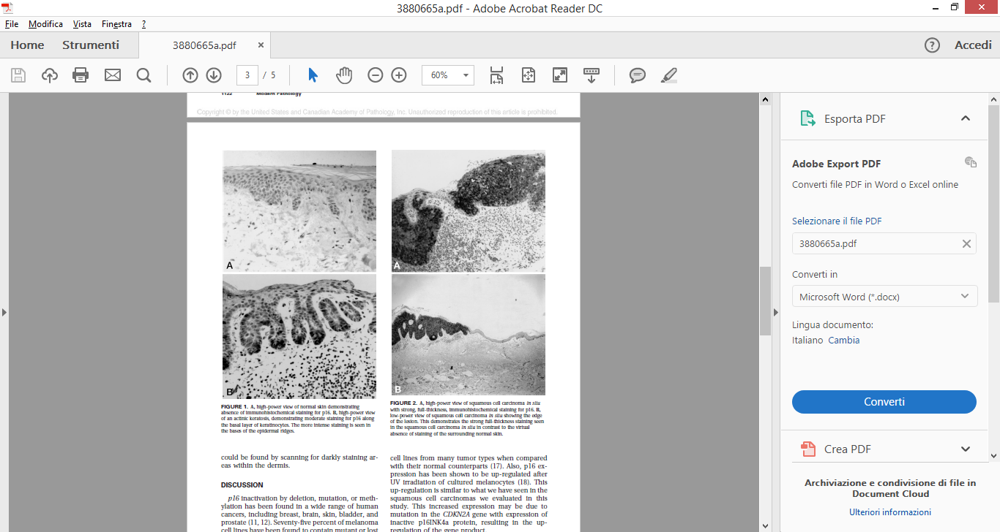 3880665a.pdf - Adobe Acrobat Reader DC
File Modifica Vista Finestra ?
Home Strumenti 3880665a.pdf × ? Accedi
3 / 5 60%
1122 Modern Pathology
Copyright © by the United States and Canadian Academy of Pathology, Inc. Unauthorized reproduction of this article is prohibited.
A
B
FIGURE 1. A, high-power view of normal skin demonstrating
absence of immunohistochemical staining for p16. B, high-power view
of an actinic keratosis, demonstrating moderate staining for p16 along
the basal layer of keratinocytes. The more intense staining is seen in
the bases of the epidermal ridges.
could be found by scanning for darkly staining ar-
eas within the dermis.
DISCUSSION
p16 inactivation by deletion, mutation, or meth-
ylation has been found in a wide range of human
cancers, including breast, brain, skin, bladder, and
prostate (11, 12). Seventy-five percent of melanoma
cell lines have been found to contain mutant or lost
A
B
FIGURE 2. A, high-power view of squamous cell carcinoma in situ
with strong, full-thickness, immunohistochemical staining for p16. B,
low-power view of squamous cell carcinoma in situ showing the edge
of the lesion. This demonstrates the strong full-thickness staining seen
in the squamous cell carcinoma in situ in contrast to the virtual
absence of staining of the surrounding normal skin.
cell lines from many tumor types when compared
with their normal counterparts (17). Also, p16 ex-
pression has been shown to be up-regulated after
UV irradiation of cultured melanocytes (18). This
up-regulation is similar to what we have seen in the
squamous cell carcinomas we evaluated in this
study. This increased expression may be due to
mutation in the CDKN2A gene with expression of
inactive p16INK4a protein, resulting in the up-
regulation of the gene product
Esporta PDF
Adobe Export PDF
Converti file PDF in Word o Excel online
Selezionare il file PDF
3880665a.pdf
Converti in
Microsoft Word (*.docx)
Lingua documento:
Italiano Cambia
Converti
Crea PDF
Archiviazione e condivisione di file in
Document Cloud
Ulteriori informazioni